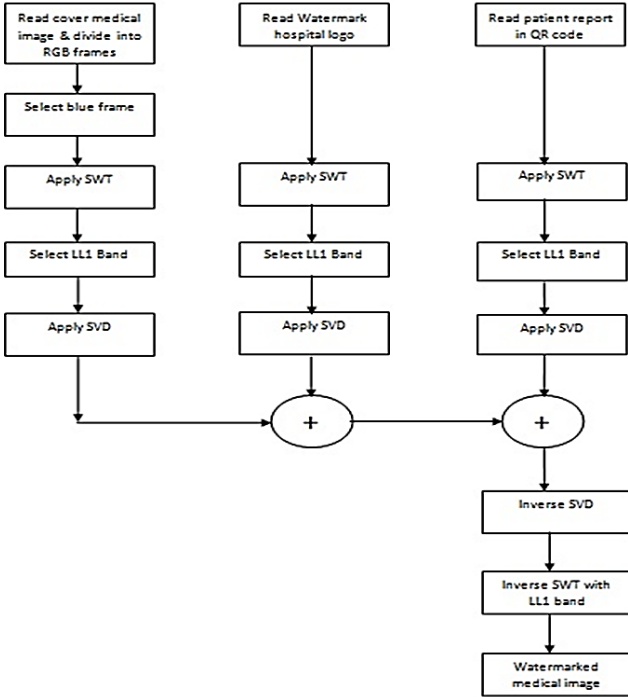 Read cover medical
image & divide into
RGB frames
Read Watermark
hospital logo
Read patient report
in QR code
Select blue frame
Apply SWT
Apply SWT
Apply SWT
Select LL1 Band
Select LL1 Band
Select LL1 Band
Apply SVD
Apply SVD
Apply SVD
+
+
Inverse SVD
Inverse SWT with
LL1 band
Watermarked
medical image